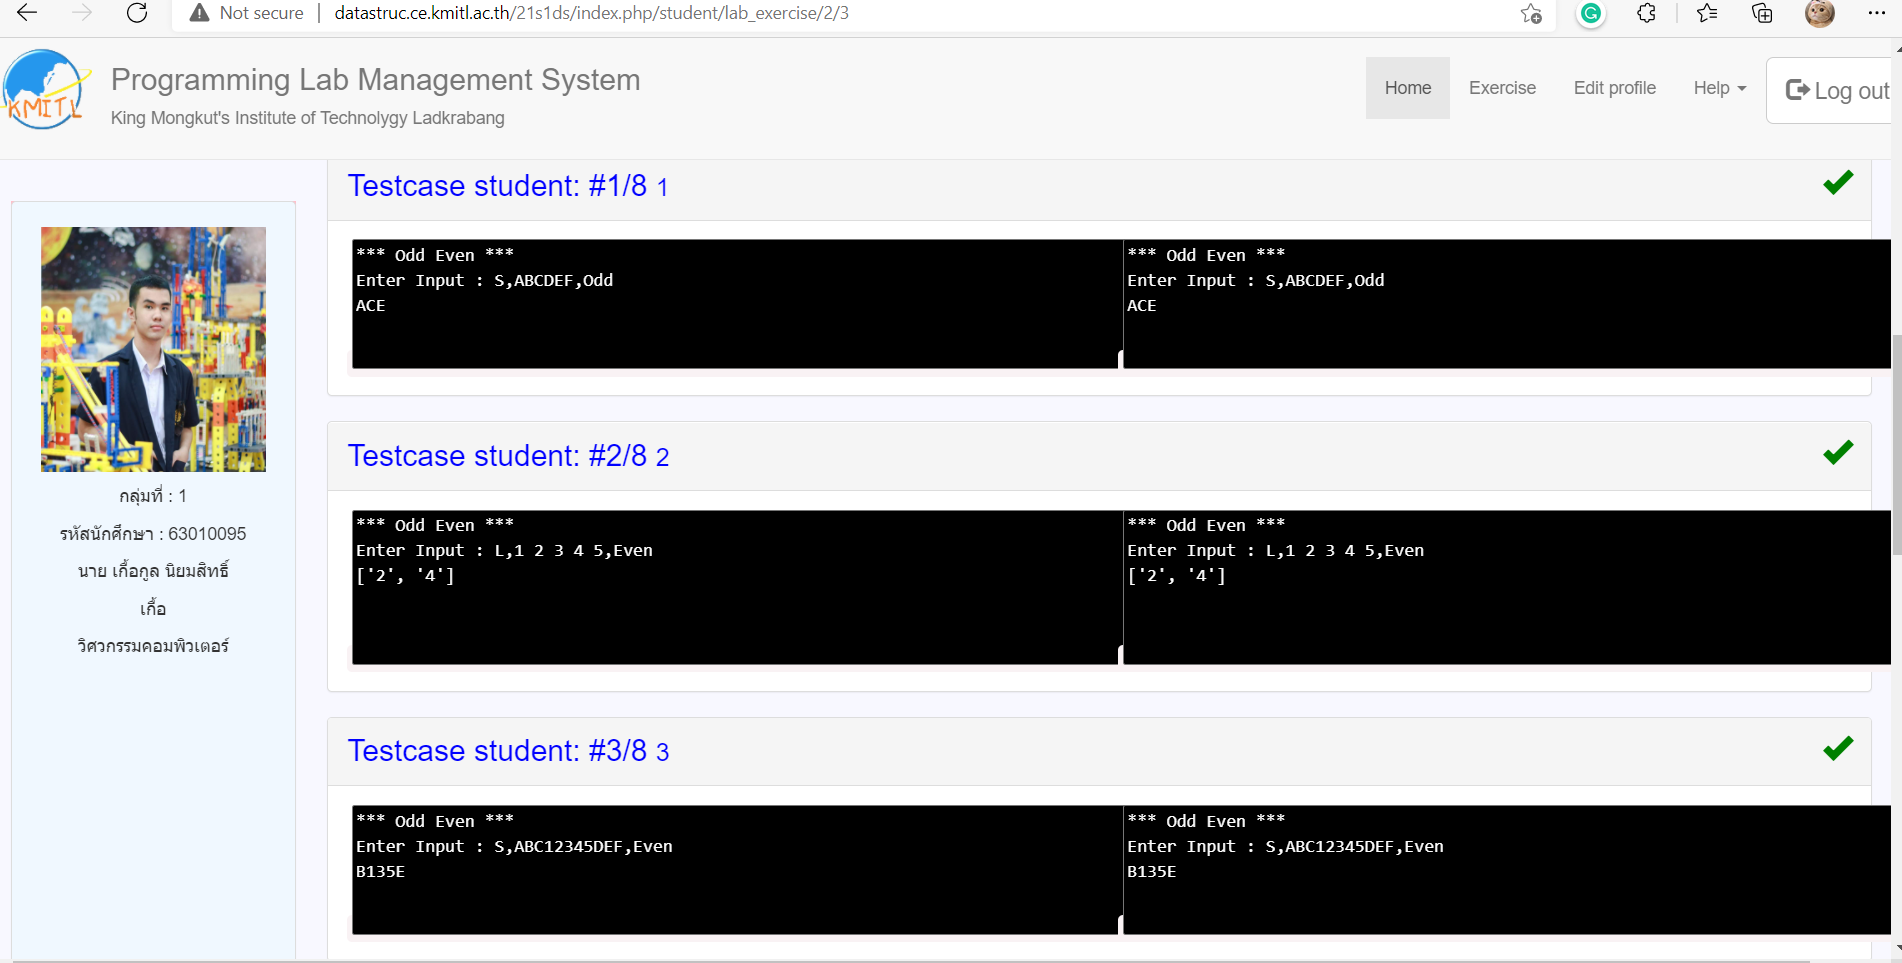 Not secure | datastruc.ce.kmitl.ac.th/21s1ds/index.php/student/lab_exercise/2/3
KMITL
Programming Lab Management System
King Mongkut's Institute of Technolygy Ladkrabang
Home
Exercise
Edit profile
Help
Log out
กลุ่มที่ : 1
รหัสนักศึกษา : 63010095
นาย เกื้อกูล นิยมสิทธิ์
เกื้อ
วิศวกรรมคอมพิวเตอร์
Testcase student: #1/8 1
*** Odd Even ***
Enter Input : S,ABCDEF,Odd
ACE
*** Odd Even ***
Enter Input : S,ABCDEF,Odd
ACE
Testcase student: #2/8 2
*** Odd Even ***
Enter Input : L,1 2 3 4 5,Even
['2', '4']
*** Odd Even ***
Enter Input : L,1 2 3 4 5,Even
['2', '4']
Testcase student: #3/8 3
*** Odd Even ***
Enter Input : S,ABC12345DEF,Even
B135E
*** Odd Even ***
Enter Input : S,ABC12345DEF,Even
B135E